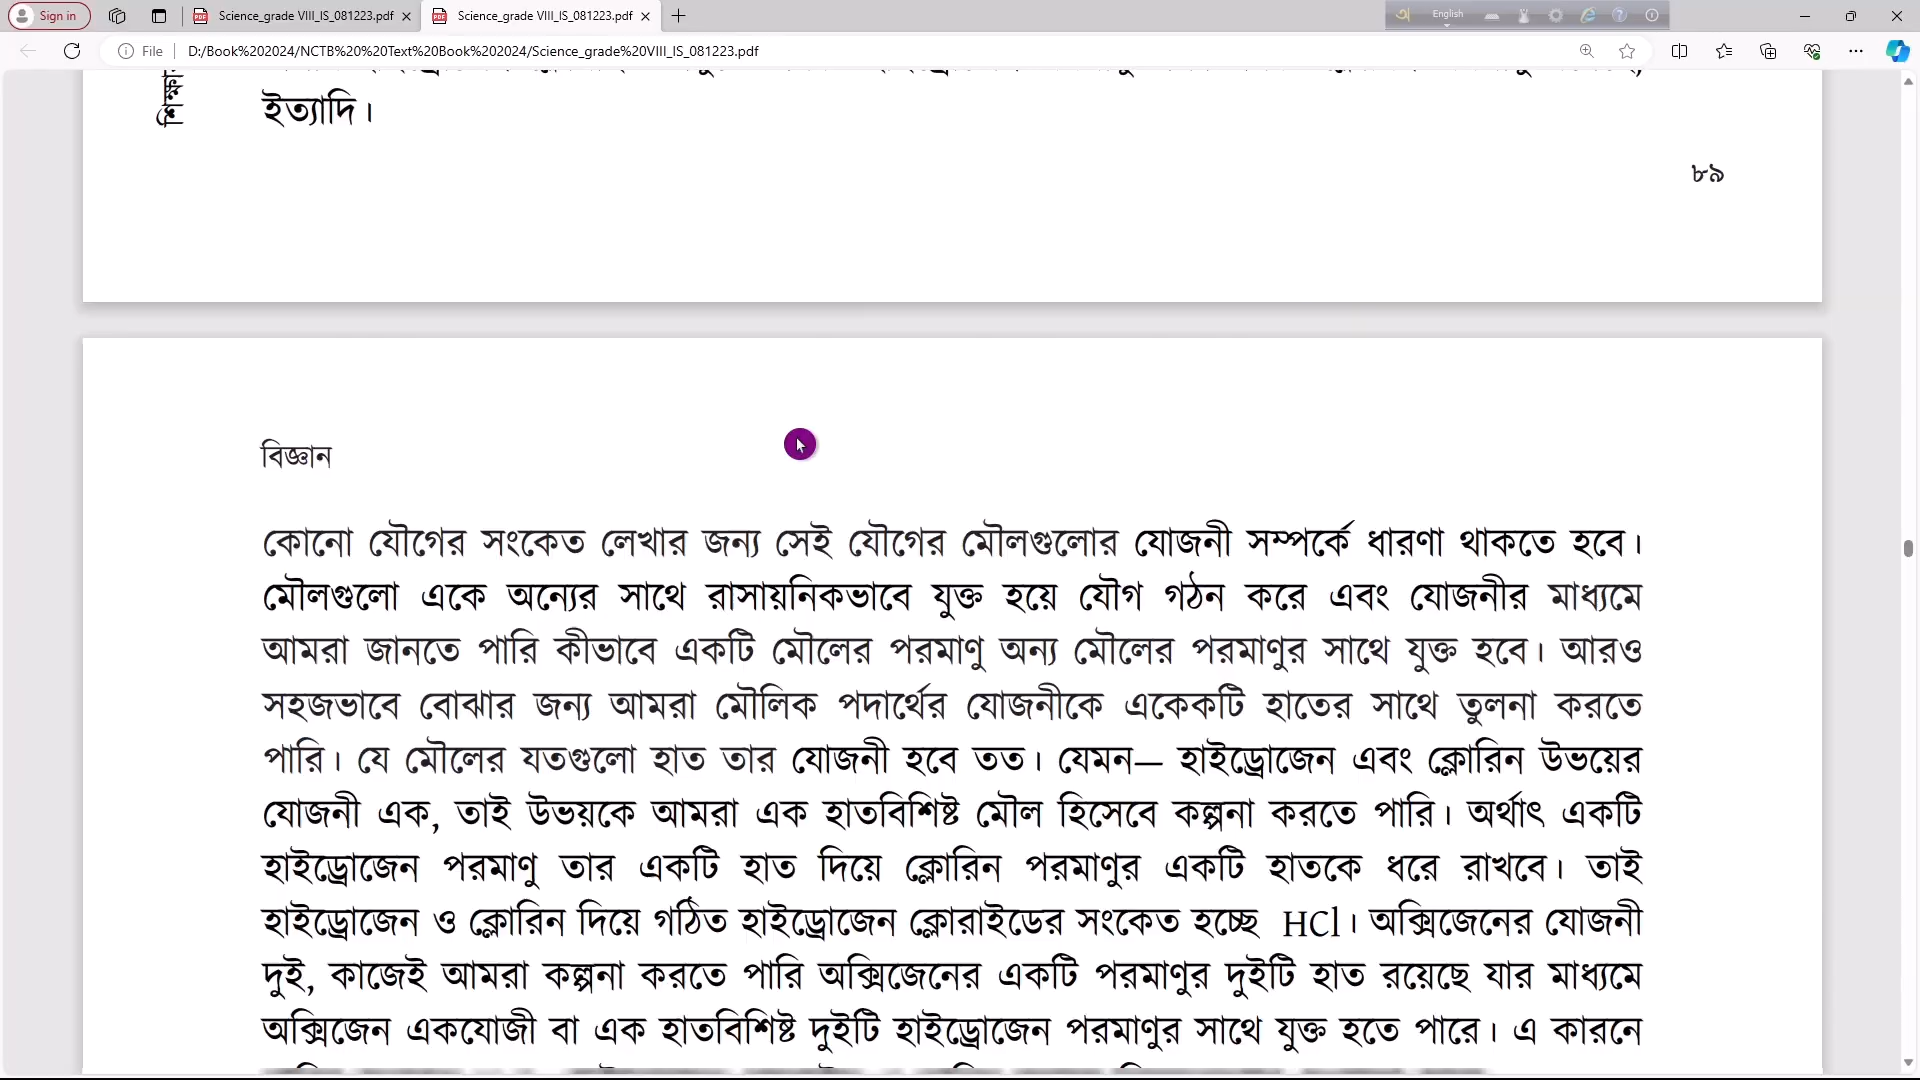 Sign in
Science_grade VIII_IS_081223.pdf
Science_grade VIII_IS_081223.pdf
English
File
D:/Book%202024/NCTB%20%20Text%20Book%202024/Science_grade%20VIII_IS_081223.pdf
ইত্যাদি।
৮৯
বিজ্ঞান
কোনো যৌগের সংকেত লেখার জন্য সেই যৌগের মৌলগুলোর যোজনী সম্পর্কে ধারণা থাকতে হবে।
মৌলগুলো একে অন্যের সাথে রাসায়নিকভাবে যুক্ত হয়ে যৌগ গঠন করে এবং যোজনীর মাধ্যমে
আমরা জানতে পারি কীভাবে একটি মৌলের পরমাণু অন্য মৌলের পরমাণুর সাথে যুক্ত হবে। আরও
সহজভাবে বোঝার জন্য আমরা মৌলিক পদার্থের যোজনীকে একেকটি হাতের সাথে তুলনা করতে
পারি। যে মৌলের যতগুলো হাত তার যোজনী হবে তত। যেমন— হাইড্রোজেন এবং ক্লোরিন উভয়ের
যোজনী এক, তাই উভয়কে আমরা এক হাতবিশিষ্ট মৌল হিসেবে কল্পনা করতে পারি। অর্থাৎ একটি
হাইড্রোজেন পরমাণু তার একটি হাত দিয়ে ক্লোরিন পরমাণুর একটি হাতকে ধরে রাখবে। তাই
হাইড্রোজেন ও ক্লোরিন দিয়ে গঠিত হাইড্রোজেন ক্লোরাইডের সংকেত হচ্ছে HCl। অক্সিজেনের যোজনী
দুই, কাজেই আমরা কল্পনা করতে পারি অক্সিজেনের একটি পরমাণুর দুইটি হাত রয়েছে যার মাধ্যমে
অক্সিজেন একযোজী বা এক হাতবিশিষ্ট দুইটি হাইড্রোজেন পরমাণুর সাথে যুক্ত হতে পারে। এ কারনে